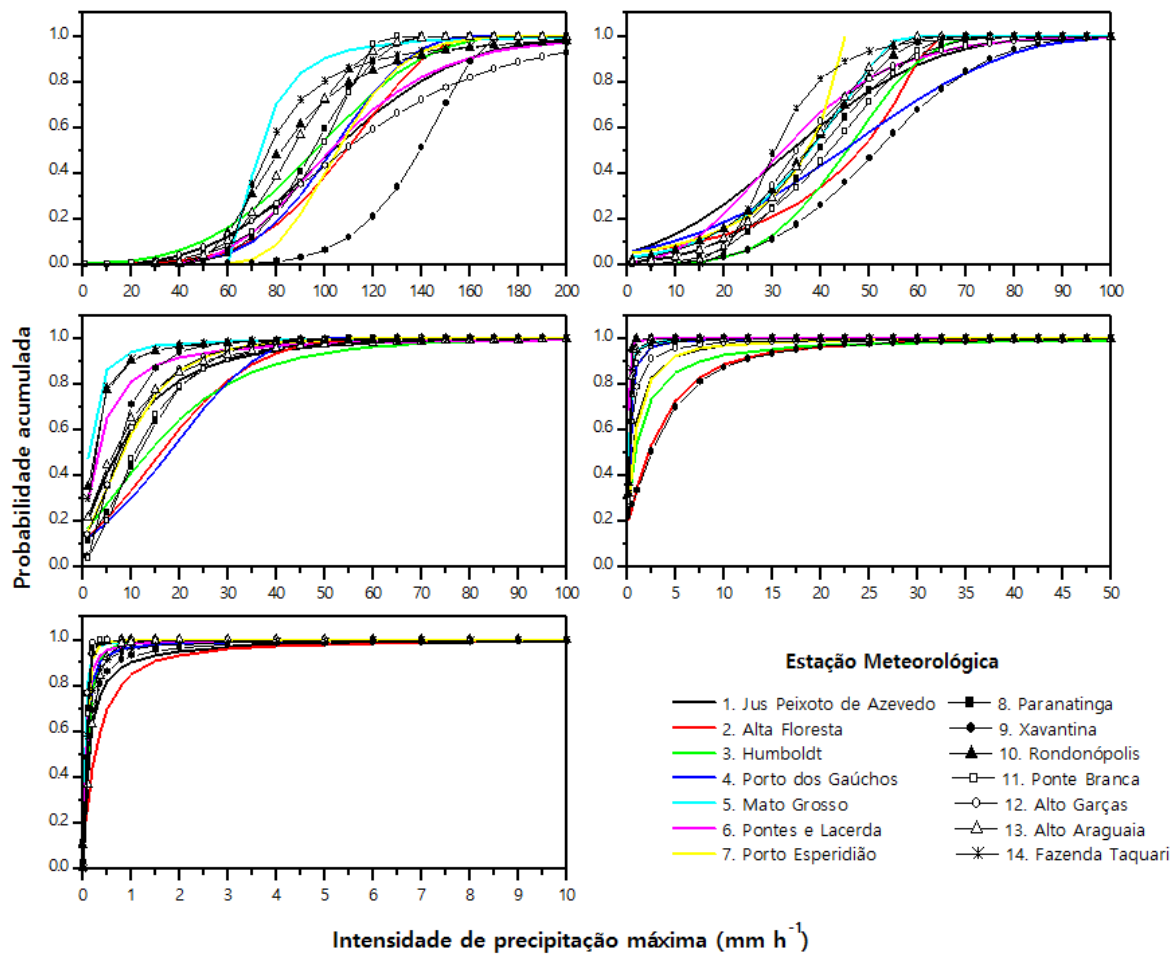 1.0
0.8
0.6
0.4
0.2
0.0
0 20 40 60 80 100 120 140 160 180 200
1.0
0.8
0.6
0.4
0.2
0.0
0 10 20 30 40 50 60 70 80 90 100
Probabilidade acumulada
1.0
0.8
0.6
0.4
0.2
0.0
0 10 20 30 40 50 60 70 80 90 100
1.0
0.8
0.6
0.4
0.2
0.0
0 5 10 15 20 25 30 35 40 45 50
1.0
0.8
0.6
0.4
0.2
0.0
0 1 2 3 4 5 6 7 8 9 10
Estação Meteorológica
1. Jus Peixoto de Azevedo
2. Alta Floresta
3. Humboldt
4. Porto dos Gaúchos
5. Mato Grosso
6. Pontes e Lacerda
7. Porto Esperidião
8. Paranatinga
9. Xavantina
10. Rondonópolis
11. Ponte Branca
12. Alto Garças
13. Alto Araguaia
14. Fazenda Taquari
Intensidade de precipitação máxima (mm h⁻¹)